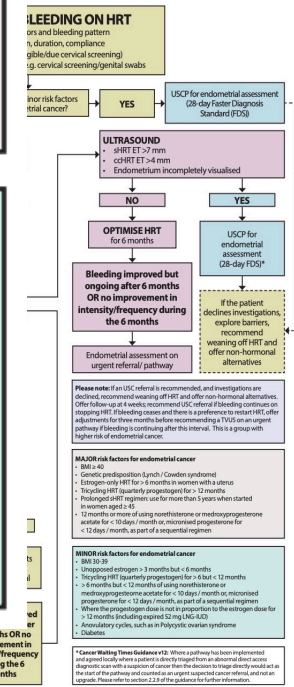 BLEEDING ON HRT
ors and bleeding pattern
n, duration, compliance
gible/due cervical screening)
e.g. cervical screening/genital swabs
inor risk factors
etrial cancer?
YES
USCP for endometrial assessment
(28-day Faster Diagnosis
Standard (FDS))
ULTRASOUND
• sHRT ET >7 mm
• ccHRT ET >4 mm
• Endometrium incompletely visualised
NO
YES
OPTIMISE HRT
for 6 months
USCP for
endometrial
assessment
(28-day FDS)*
Bleeding improved but
ongoing after 6 months
OR no improvement in
intensity/frequency during
the 6 months
If the patient
declines investigations,
explore barriers,
recommend
weaning off HRT and
offer non-hormonal
alternatives
Endometrial assessment on
urgent referral/ pathway
Please note: If an USC referral is recommended, and investigations are
declined, recommend weaning off HRT and offer non-hormonal alternatives.
Offer follow-up at 4 weeks; recommend USC referral if bleeding continues on
stopping HRT. If bleeding ceases and there is a preference to restart HRT, offer
adjustments for three months before recommending a TVUS on an urgent
pathway if bleeding is continuing after this interval. This is a group with
higher risk of endometrial cancer.
MAJOR risk factors for endometrial cancer
• BMI ≥ 40
• Genetic predisposition (Lynch / Cowden syndrome)
• Estrogen-only HRT for > 6 months in women with a uterus
• Tricycling HRT (quarterly progestogen) for > 12 months
• Prolonged sHRT regimen: use for more than 5 years when started
in women aged ≥ 45
• 12 months or more of using norethisterone or medroxyprogesterone
acetate for < 10 days / month or, micronised progesterone for
< 12 days / month, as part of a sequential regimen
MINOR risk factors for endometrial cancer
• BMI 30-39
• Unopposed estrogen > 3 months but < 6 months
• Tricycling HRT (quarterly progestogen) for > 6 but < 12 months
• > 6 months but < 12 months of using norethisterone or
medroxyprogesterone acetate for < 10 days / month or, micronised
progesterone for < 12 days / month, as part of a sequential regimen
• Where the progestogen dose is not in proportion to the estrogen dose for
> 12 months (including expired 52 mg LNG-IUD)
• Anovulatory cycles, such as in Polycystic ovarian syndrome
• Diabetes
ts
al
ved
er
hs OR no
ement in
/frequency
g the 6
nths
* Cancer Waiting Times Guidance v12: Where a pathway has been implemented
and agreed locally where a patient is directly triaged from an abnormal direct access
diagnostic scan with a suspicion of cancer then the decision to triage directly would act as
the start of the pathway and counted as an urgent suspected cancer referral, and not an
upgrade. Please refer to section 2.2.9 of the guidance for further information.